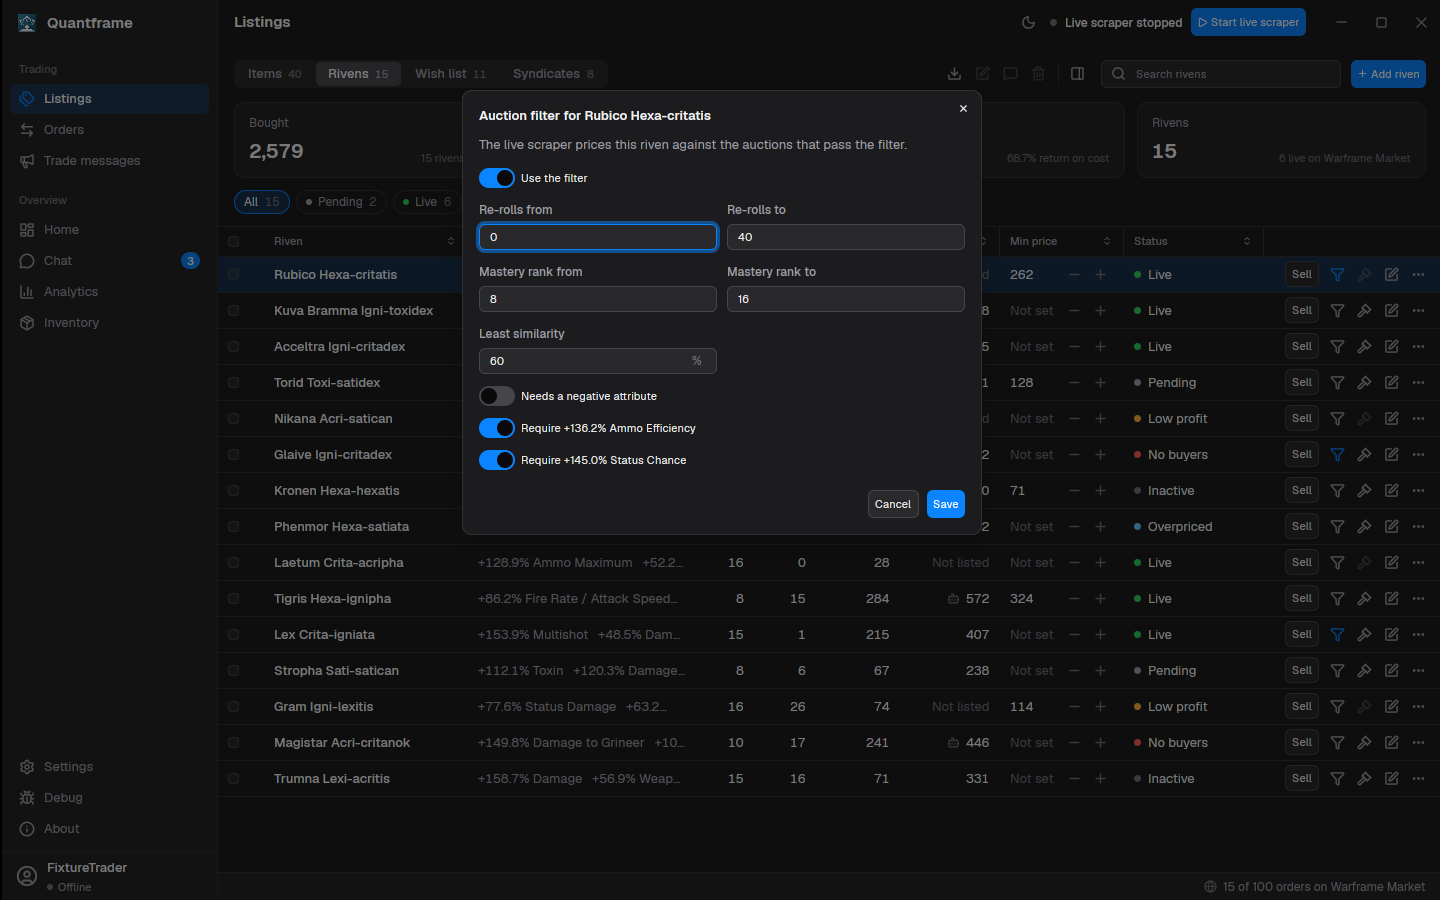 Quantframe
Listings
Live scraper stopped
Start live scraper
Trading
Listings
Orders
Trade messages
Overview
Home
Chat 3
Analytics
Inventory
Settings
Debug
About
FixtureTrader
Offline
Items 40 Rivens 15 Wish list 11 Syndicates 8
Search rivens
+ Add riven
Bought
2,579
15 rivens
68.7% return on cost
Rivens
15
6 live on Warframe Market
All 15 Pending 2 Live 6
Riven Min price Status
Auction filter for Rubico Hexa-critatis
The live scraper prices this riven against the auctions that pass the filter.
Use the filter
Re-rolls from Re-rolls to
0 40
Mastery rank from Mastery rank to
8 16
Least similarity
60 %
Needs a negative attribute
Require +136.2% Ammo Efficiency
Require +145.0% Status Chance
Cancel Save
Rubico Hexa-critatis d 262 Live Sell
Kuva Bramma Igni-toxidex 8 Not set Live Sell
Acceltra Igni-critadex 5 Not set Live Sell
Torid Toxi-satidex 1 128 Pending Sell
Nikana Acri-satican d Not set Low profit Sell
Glaive Igni-critadex 2 Not set No buyers Sell
Kronen Hexa-hexatis 0 71 Inactive Sell
Phenmor Hexa-satiata 2 Not set Overpriced Sell
Laetum Crita-acripha +128.9% Ammo Maximum +52.2... 16 0 28 Not listed Not set Live Sell
Tigris Hexa-ignipha +86.2% Fire Rate / Attack Speed... 8 15 284 572 324 Live Sell
Lex Crita-igniata +153.9% Multishot +48.5% Dam... 15 1 215 407 Not set Live Sell
Stropha Sati-satican +112.1% Toxin +120.3% Damage... 8 6 67 238 Not set Pending Sell
Gram Igni-lexitis +77.6% Status Damage +63.2... 16 26 74 Not listed 114 Low profit Sell
Magistar Acri-critanok +149.8% Damage to Grineer +10... 10 17 241 446 Not set No buyers Sell
Trumna Lexi-acritis +158.7% Damage +56.9% Weap... 15 16 71 331 Not set Inactive Sell
15 of 100 orders on Warframe Market